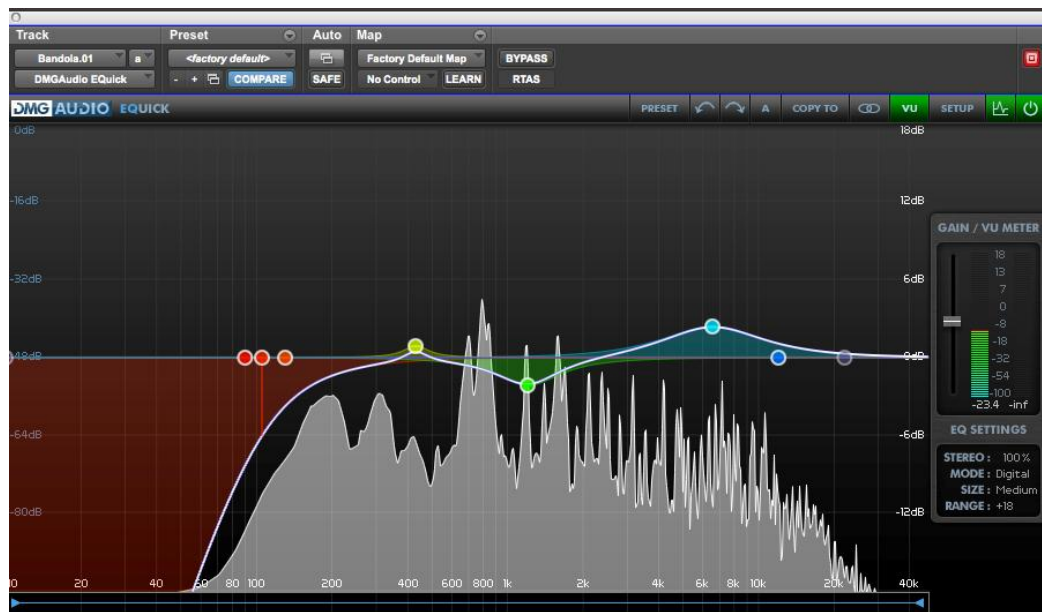 Track Preset Auto Map
Bandola.01 a <factory default> Factory Default Map BYPASS
DMGAudio EQuick - + COMPARE SAFE No Control LEARN RTAS
DMG AUDIO EQUICK PRESET A COPY TO VU SETUP
0dB 18dB
-16dB 12dB
GAIN / VU METER
18
13
-32dB 6dB
7
0
-8
-18
-48dB 0dB
-32
-54
-100
-23.4 -inf
-64dB -6dB
EQ SETTINGS
STEREO : 100%
MODE : Digital
SIZE : Medium
RANGE : +18
-80dB -12dB
20 40 60 80 100 200 400 600 800 1k 2k 4k 6k 8k 10k 20k 40k